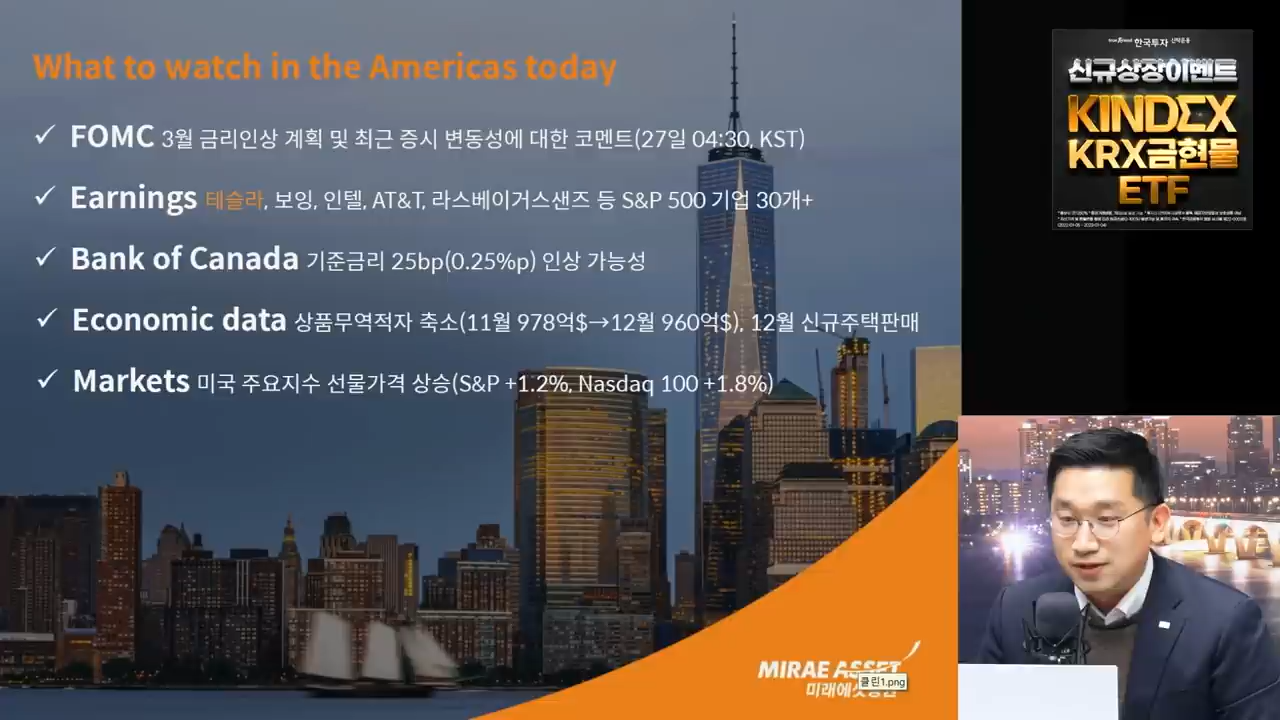 What to watch in the Americas today
✓ FOMC 3월 금리인상 계획 및 최근 증시 변동성에 대한 코멘트(27일 04:30, KST)
✓ Earnings 테슬라, 보잉, 인텔, AT&T, 라스베이거스샌즈 등 S&P 500 기업 30개+
✓ Bank of Canada 기준금리 25bp(0.25%p) 인상 가능성
✓ Economic data 상품무역적자 축소(11월 978억$→12월 960억$), 12월 신규주택판매
✓ Markets 미국 주요지수 선물가격 상승(S&P +1.2%, Nasdaq 100 +1.8%)
MIRAE ASSET
미래에셋증권
클린1.png
한국투자 신탁운용
신규상장이벤트
KINDEX
KRX금현물
ETF